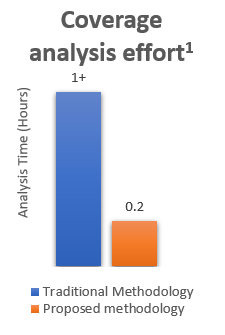 Coverage
analysis effort¹
1+
0.2
Analysis Time (Hours)
Traditional Methodology
Proposed methodology